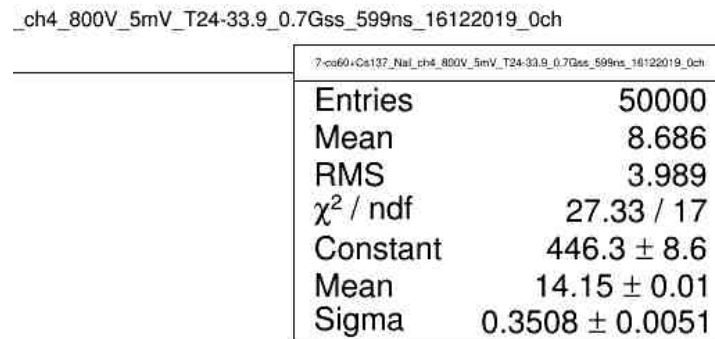 _ch4_800V_5mV_T24-33.9_0.7Gss_599ns_16122019_0ch
7-co60+Cs137_NaI_ch4_800V_5mV_T24-33.9_0.7Gss_599ns_16122019_0ch
Entries 50000
Mean 8.686
RMS 3.989
χ² / ndf 27.33 / 17
Constant 446.3 ± 8.6
Mean 14.15 ± 0.01
Sigma 0.3508 ± 0.0051